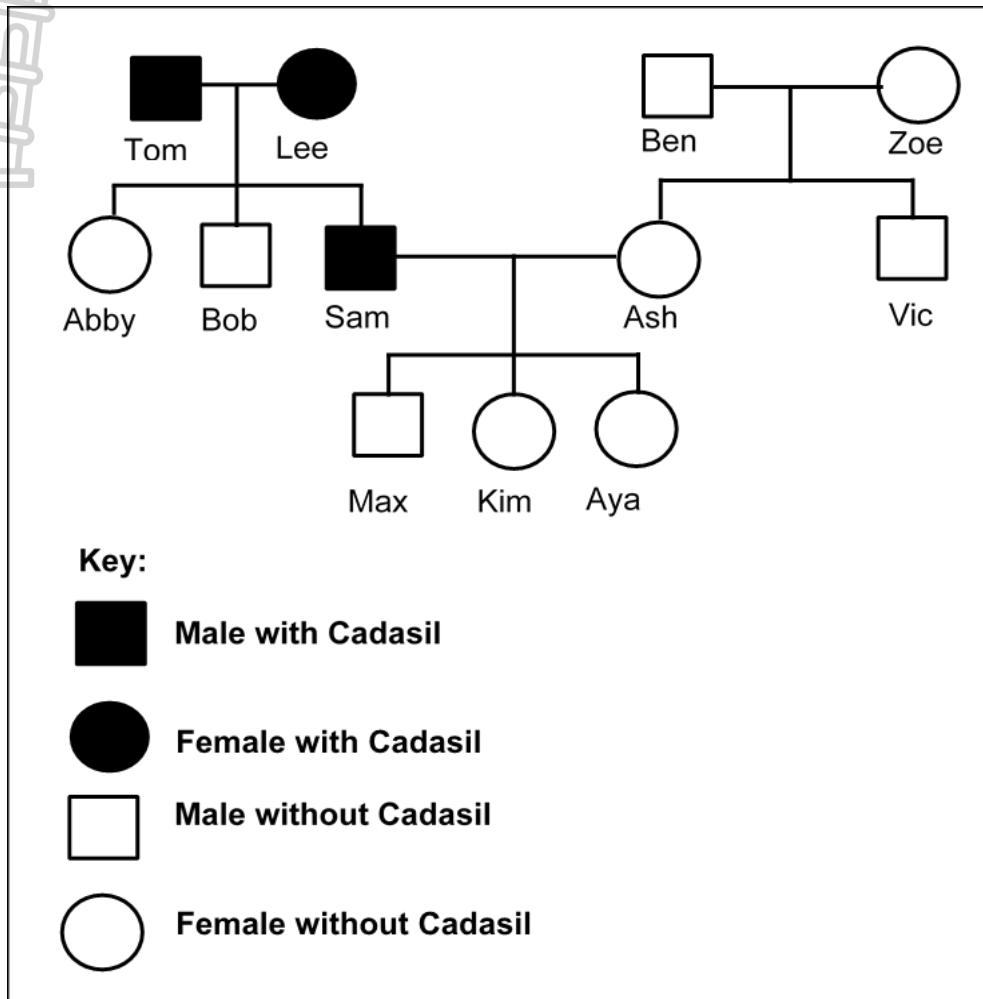 Tom Lee Ben Zoe
Abby Bob Sam Ash Vic
Max Kim Aya
Key:
Male with Cadasil
Female with Cadasil
Male without Cadasil
Female without Cadasil